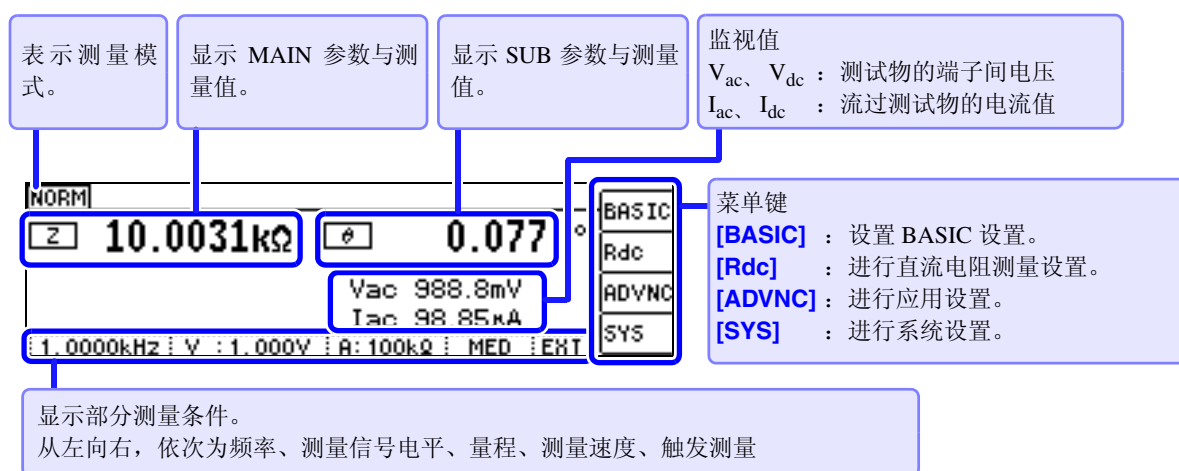 表示测量模
式。
显示 MAIN 参数与测
量值。
显示 SUB 参数与测量
值。
监视值
Vac、 Vdc ：测试物的端子间电压
Iac、 Idc ：流过测试物的电流值
NORM
Z 10.0031kΩ θ 0.077 °
Vac 988.8mV
Iac 98.85μA
1.0000kHz V :1.000V A:100kΩ MED EXT
BASIC
Rdc
ADVNC
SYS
菜单键
[BASIC] ：设置 BASIC 设置。
[Rdc] ：进行直流电阻测量设置。
[ADVNC] ：进行应用设置。
[SYS] ：进行系统设置。
显示部分测量条件。
从左向右，依次为频率、测量信号电平、量程、测量速度、触发测量